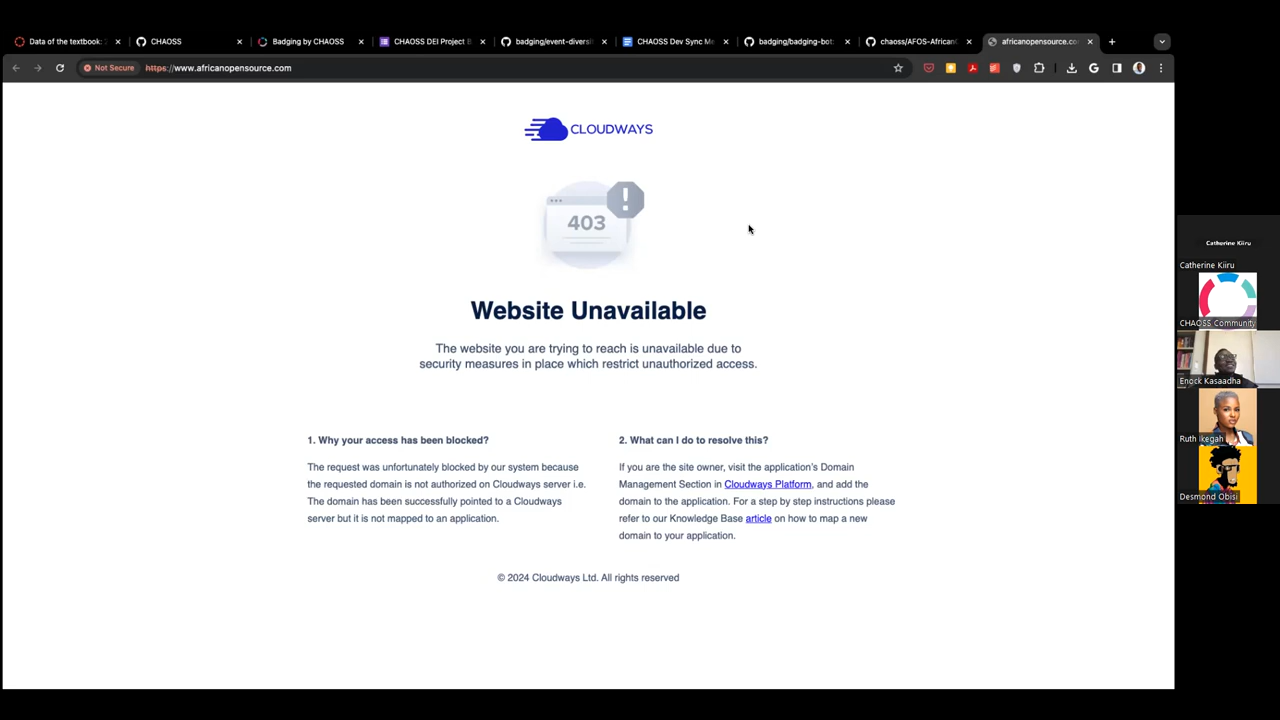 Data of the textbook:
CHAOSS
Badging by CHAOSS
CHAOSS DEI Project B
badging/event-diversi
CHAOSS Dev Sync Me
badging/badging-bot:
chaoss/AFOS-African
africanopensource.co
Not Secure
https://www.africanopensource.com
CLOUDWAYS
403
Website Unavailable
The website you are trying to reach is unavailable due to
security measures in place which restrict unauthorized access.
1. Why your access has been blocked?
The request was unfortunately blocked by our system because
the requested domain is not authorized on Cloudways server i.e.
The domain has been successfully pointed to a Cloudways
server but it is not mapped to an application.
2. What can I do to resolve this?
If you are the site owner, visit the application's Domain
Management Section in Cloudways Platform, and add the
domain to the application. For a step by step instructions please
refer to our Knowledge Base article on how to map a new
domain to your application.
© 2024 Cloudways Ltd. All rights reserved
Catherine Kiiru
Catherine Kiiru
CHAOSS Community
Enock Kasaadha
Ruth Ikegah
Desmond Obisi